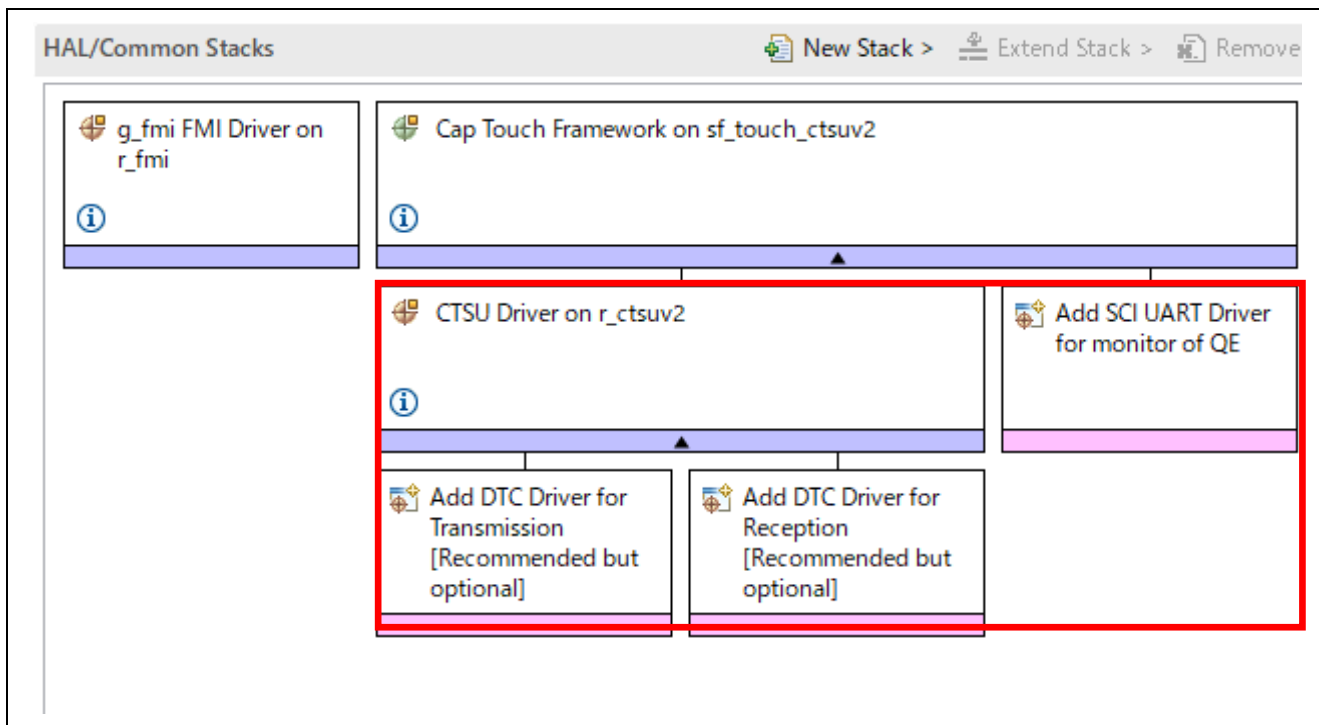 HAL/Common Stacks
New Stack >
Extend Stack >
Remove
g_fmi FMI Driver on
r_fmi
Cap Touch Framework on sf_touch_ctsuv2
CTSU Driver on r_ctsuv2
Add SCI UART Driver
for monitor of QE
Add DTC Driver for
Transmission
[Recommended but
optional]
Add DTC Driver for
Reception
[Recommended but
optional]